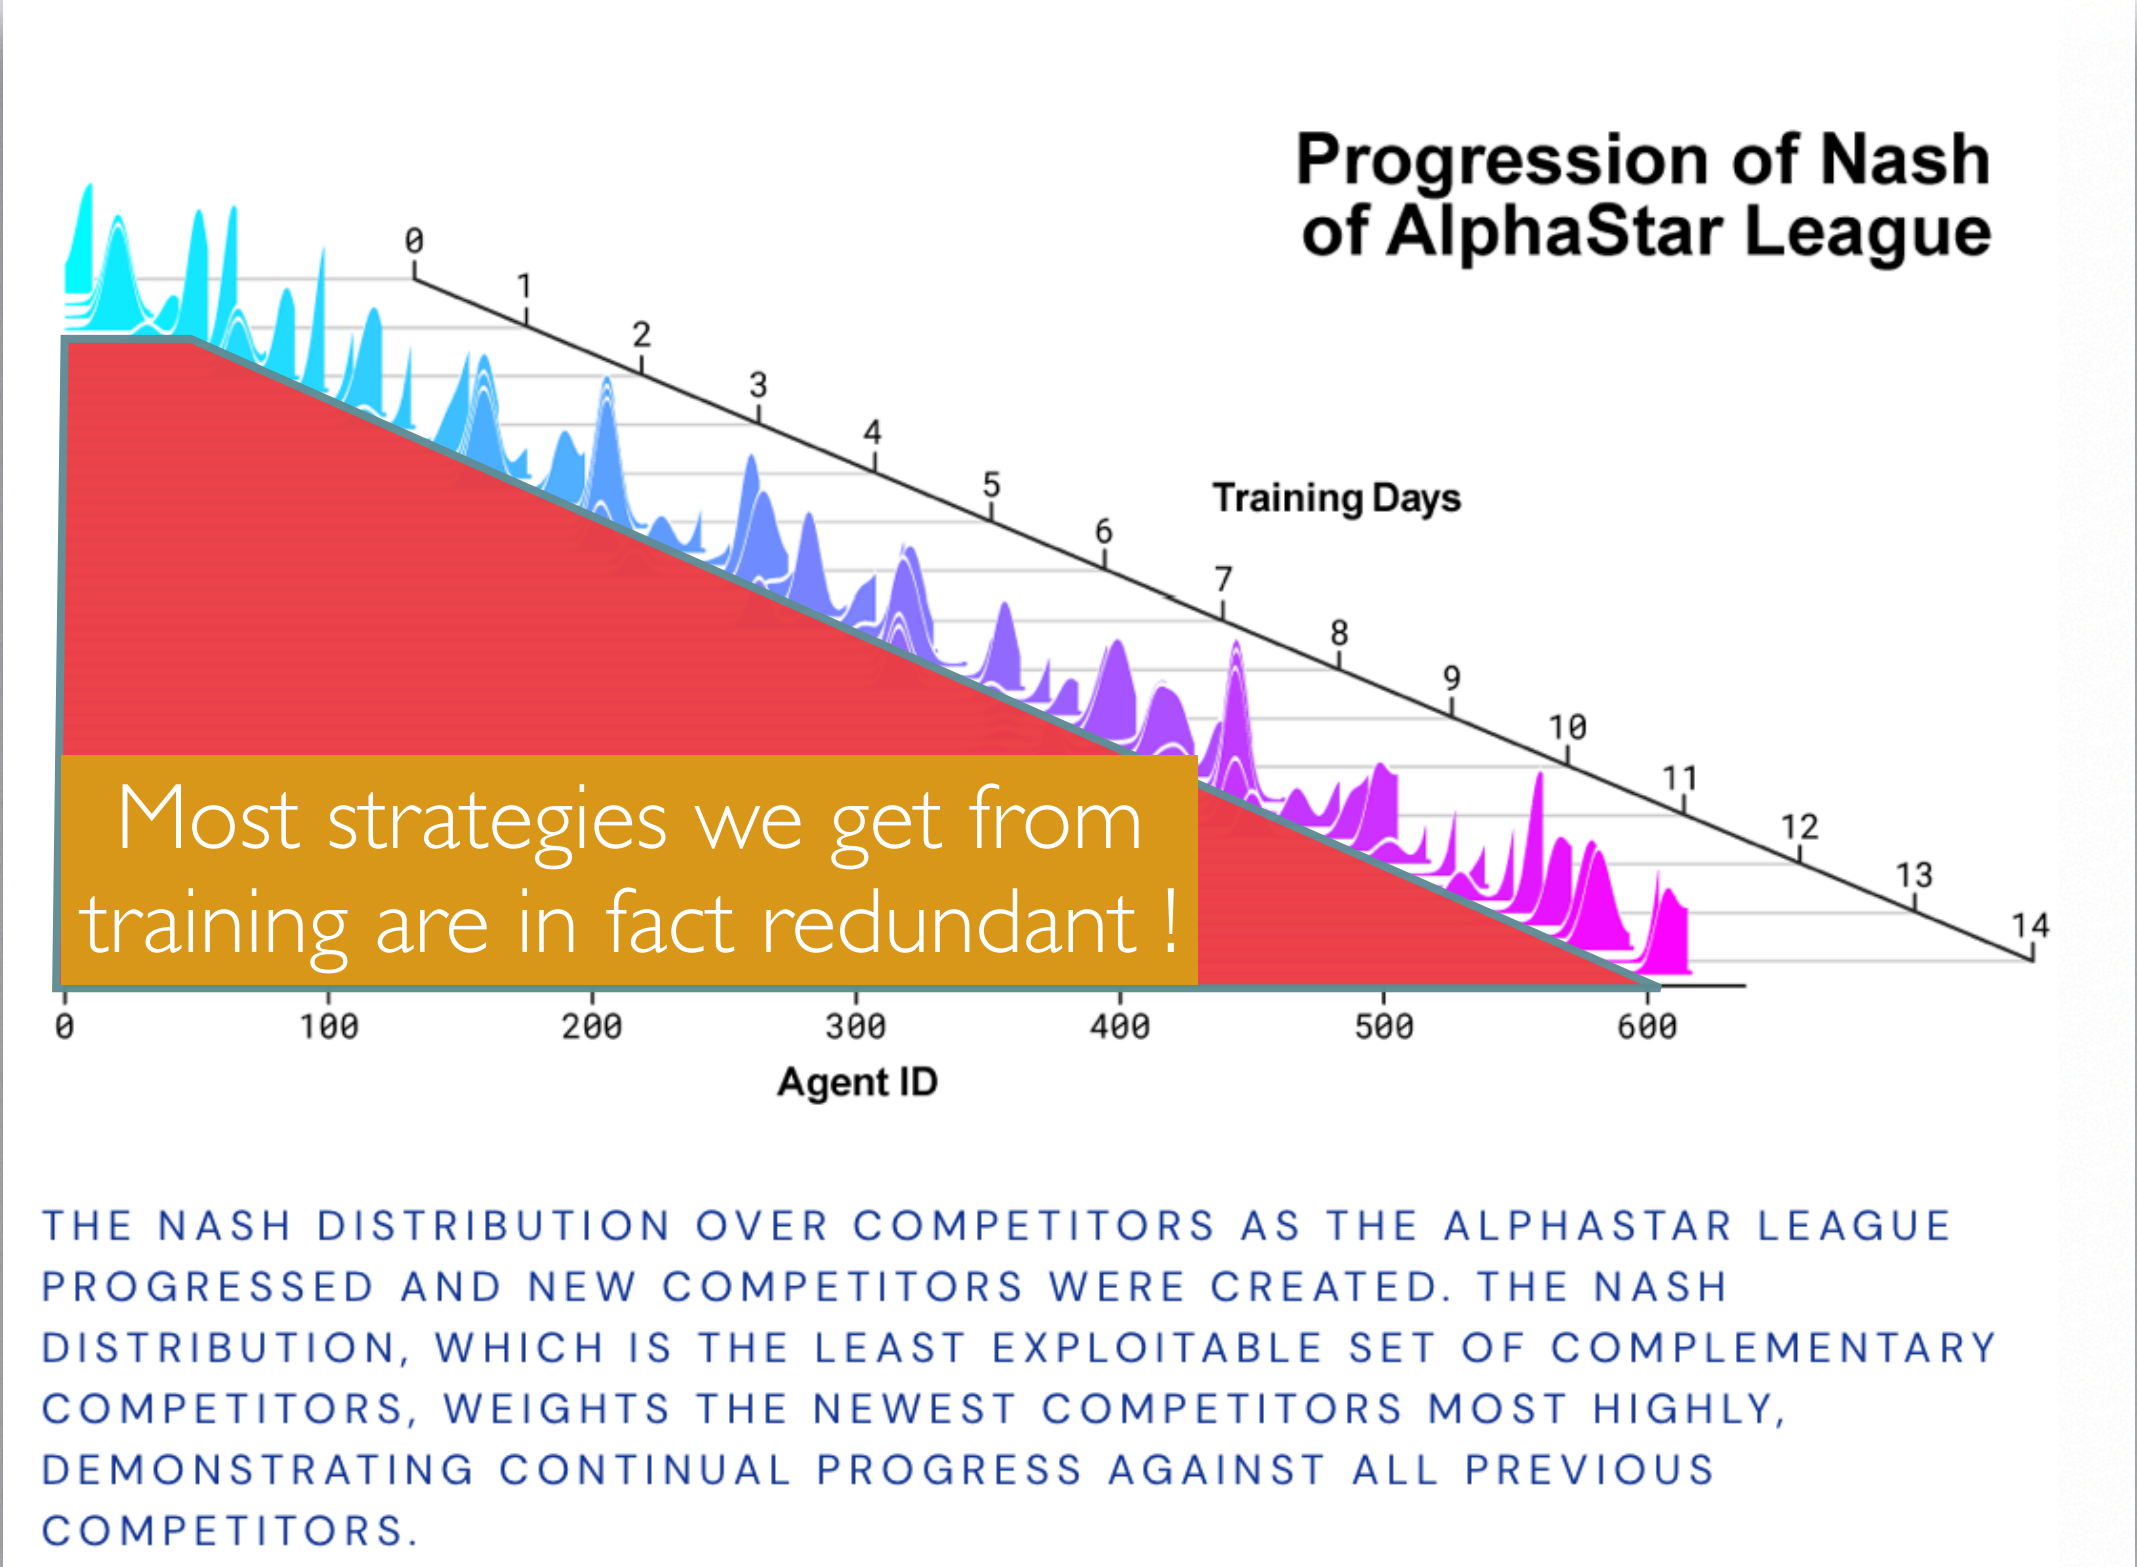 Progression of Nash
of AlphaStar League
0
1
2
3
4
5
6
7
8
9
10
11
12
13
14
Training Days
Most strategies we get from
training are in fact redundant !
0 100 200 300 400 500 600
Agent ID
THE NASH DISTRIBUTION OVER COMPETITORS AS THE ALPHASTAR LEAGUE
PROGRESSED AND NEW COMPETITORS WERE CREATED. THE NASH
DISTRIBUTION, WHICH IS THE LEAST EXPLOITABLE SET OF COMPLEMENTARY
COMPETITORS, WEIGHTS THE NEWEST COMPETITORS MOST HIGHLY,
DEMONSTRATING CONTINUAL PROGRESS AGAINST ALL PREVIOUS
COMPETITORS.